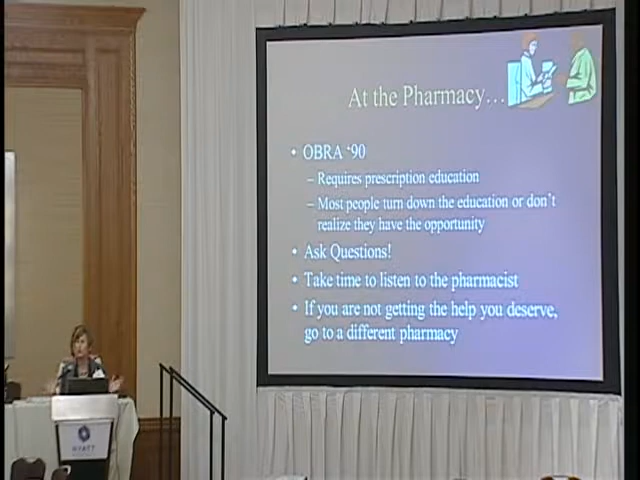 At the Pharmacy…
• OBRA ‘90
– Requires prescription education
– Most people turn down the education or don’t
realize they have the opportunity
• Ask Questions!
• Take time to listen to the pharmacist
• If you are not getting the help you deserve,
go to a different pharmacy
HYATT